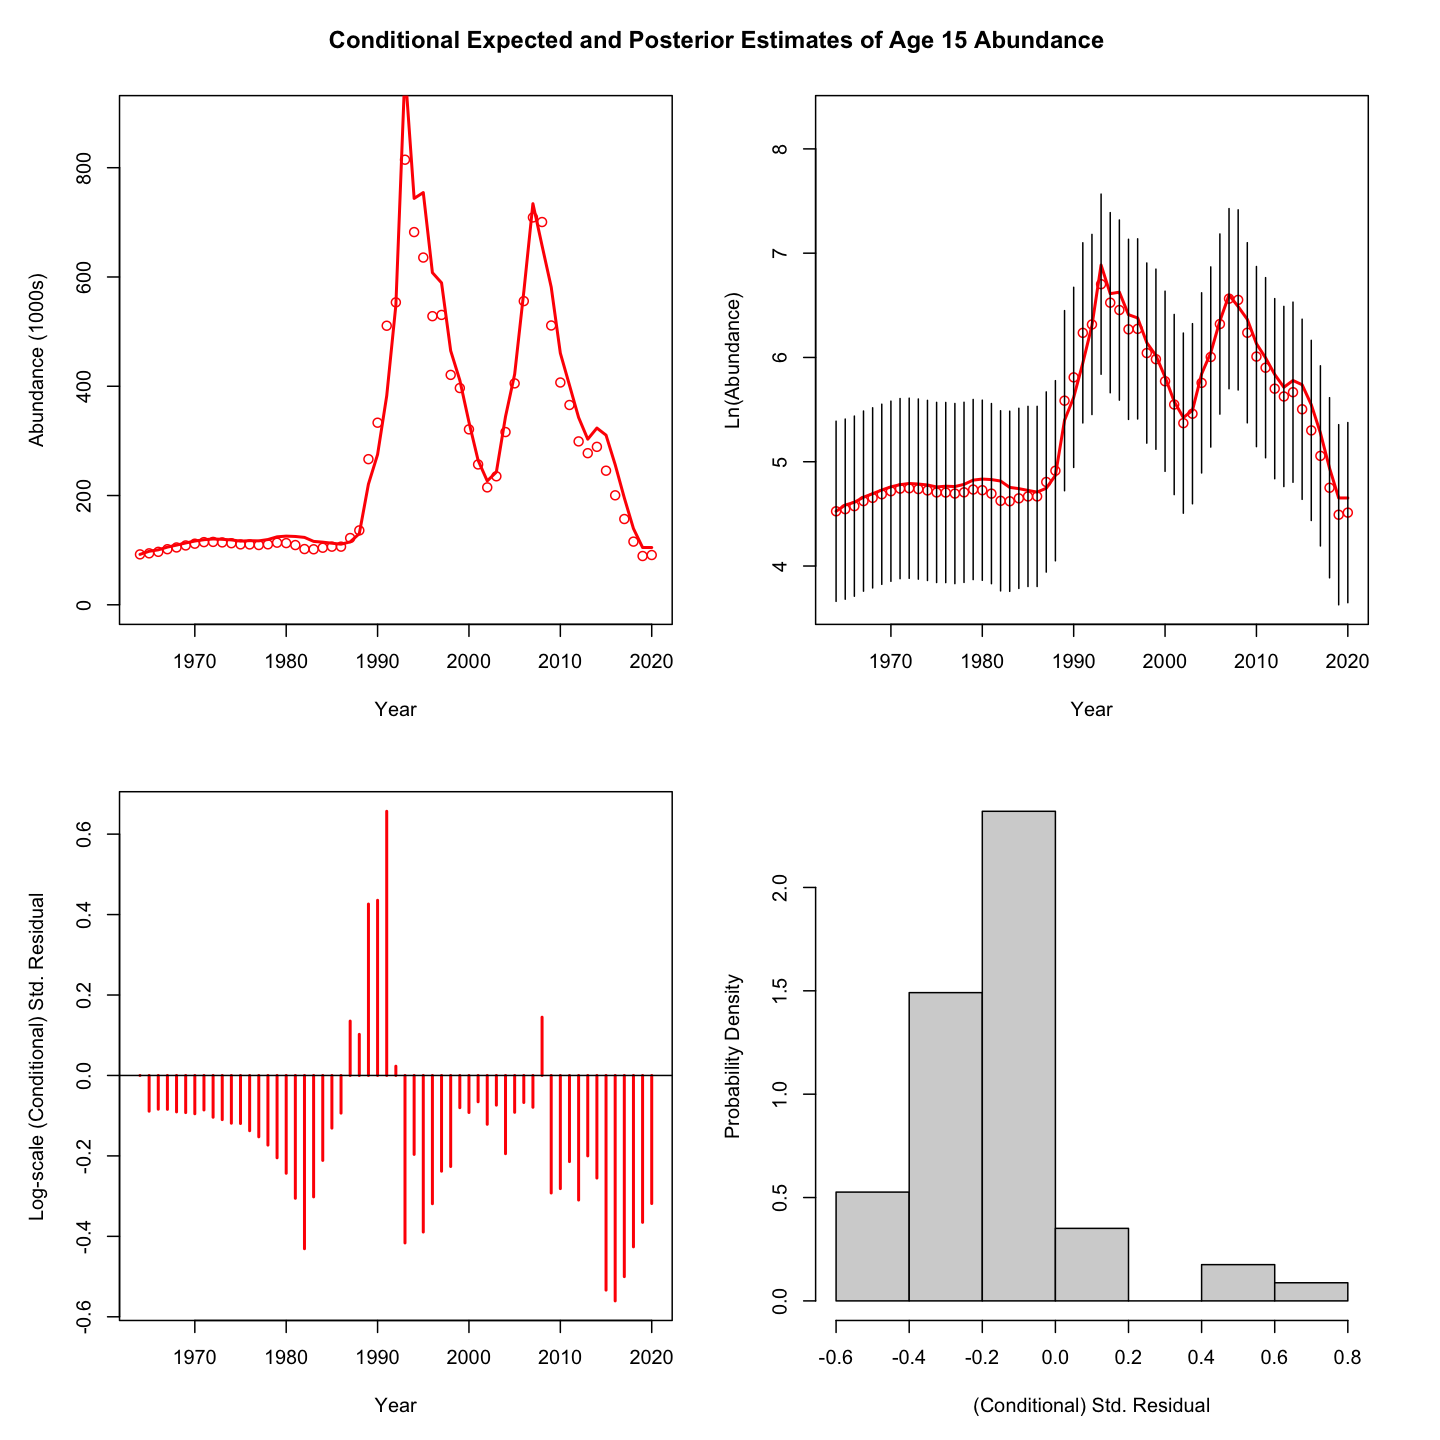 Conditional Expected and Posterior Estimates of Age 15 Abundance
Abundance (1000s)
0 200 400 600 800
1970 1980 1990 2000 2010 2020
Year
Ln(Abundance)
4 5 6 7 8
1970 1980 1990 2000 2010 2020
Year
Log-scale (Conditional) Std. Residual
-0.6 -0.4 -0.2 0.0 0.2 0.4 0.6
1970 1980 1990 2000 2010 2020
Year
Probability Density
0.0 0.5 1.0 1.5 2.0
-0.6 -0.4 -0.2 0.0 0.2 0.4 0.6 0.8
(Conditional) Std. Residual